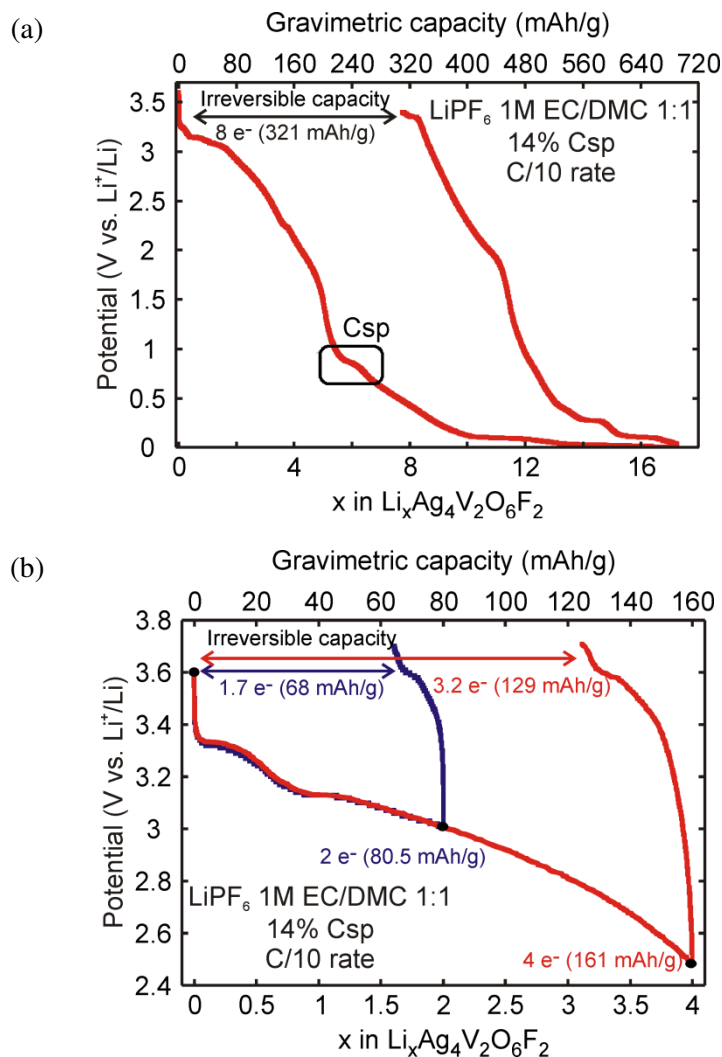 (a)
Gravimetric capacity (mAh/g)
0 80 160 240 320 400 480 560 640 720
3.5
3
2.5
2
1.5
1
0.5
0
Potential (V vs. Li⁺/Li)
Irreversible capacity
8 e⁻ (321 mAh/g)
LiPF₆ 1M EC/DMC 1:1
14% Csp
C/10 rate
Csp
0 4 8 12 16
x in LiₓAg₄V₂O₆F₂
(b)
Gravimetric capacity (mAh/g)
0 20 40 60 80 100 120 140 160
3.8
3.6
3.4
3.2
3
2.8
2.6
2.4
Potential (V vs. Li⁺/Li)
Irreversible capacity
1.7 e⁻ (68 mAh/g)
3.2 e⁻ (129 mAh/g)
2 e⁻ (80.5 mAh/g)
LiPF₆ 1M EC/DMC 1:1
14% Csp
C/10 rate
4 e⁻ (161 mAh/g)
0 0.5 1 1.5 2 2.5 3 3.5 4
x in LiₓAg₄V₂O₆F₂